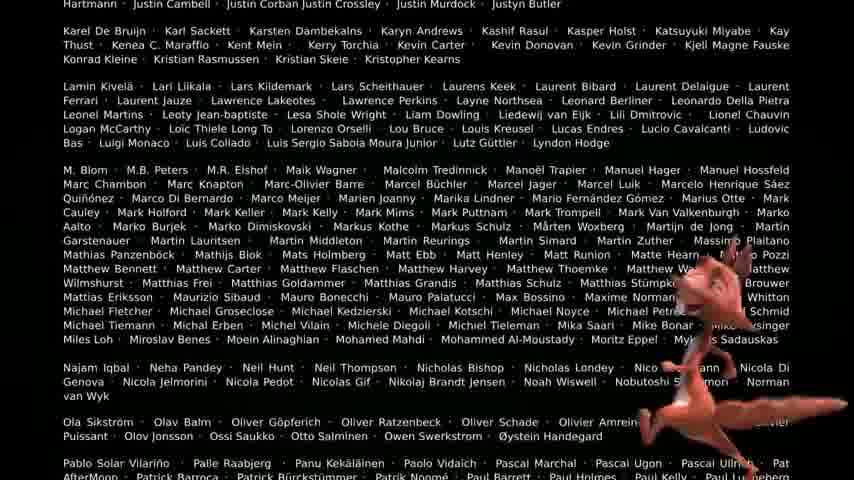 Hartmann · Justin Cambell · Justin Corban Justin Crossley · Justin Murdock · Justyn Butler
Karel De Bruijn · Karl Sackett · Karsten Dambekalns · Karyn Andrews · Kashif Rasul · Kasper Holst · Katsuyuki Miyabe · Kay
Thust · Kenea C. Maraffio · Kent Mein · Kerry Torchia · Kevin Carter · Kevin Donovan · Kevin Grinder · Kjell Magne Fauske
Konrad Kleine · Kristian Rasmussen · Kristian Skeie · Kristopher Kearns
Lamin Kivelä · Lari Liikala · Lars Kildemark · Lars Scheithauer · Laurens Keek · Laurent Bibard · Laurent Delaigue · Laurent
Ferrari · Laurent Jauze · Lawrence Lakeotes · Lawrence Perkins · Layne Northsea · Leonard Berliner · Leonardo Della Pietra
Leonel Martins · Leoty Jean-baptiste · Lesa Shole Wright · Liam Dowling · Liedewij van Eijk · Lili Dmitrovic · Lionel Chauvin
Logan McCarthy · Loïc Thiele Long To · Lorenzo Orselli · Lou Bruce · Louis Kreusel · Lucas Endres · Lucio Cavalcanti · Ludovic
Bas · Luigi Monaco · Luis Collado · Luis Sergio Saboia Moura Junior · Lutz Güttler · Lyndon Hodge
M. Blom · M.B. Peters · M.R. Elshof · Maik Wagner · Malcolm Tredinnick · Manoël Trapier · Manuel Hager · Manuel Hossfeld
Marc Chambon · Marc Knapton · Marc-Olivier Barre · Marcel Büchler · Marcel Jager · Marcel Luik · Marcelo Henrique Sáez
Quiñónez · Marco Di Bernardo · Marco Meijer · Marien Joanny · Marika Lindner · Mario Fernández Gómez · Marius Otte · Mark
Cauley · Mark Holford · Mark Keller · Mark Kelly · Mark Mims · Mark Puttnam · Mark Trompell · Mark Van Valkenburgh · Marko
Aalto · Marko Burjek · Marko Dimiskovski · Markus Kothe · Markus Schulz · Mårten Woxberg · Martijn de Jong · Martin
Garstenauer · Martin Lauritsen · Martin Middleton · Martin Reurings · Martin Simard · Martin Zuther · Massimo Plaitano
Mathias Panzenböck · Mathijs Blok · Mats Holmberg · Matt Ebb · Matt Henley · Matt Runion · Matte Pozzi
Matthew Bennett · Matthew Carter · Matthew Flaschen · Matthew Harvey · Matthew Thoemke · Matthew
Wilmshurst · Matthias Frei · Matthias Goldammer · Matthias Grandis · Matthias Schulz · Matthias Brouwer
Mattias Eriksson · Maurizio Sibaud · Mauro Bonecchi · Mauro Palatucci · Max Bossino · Maxime Whitton
Michael Fletcher · Michael Groseclose · Michael Kedzierski · Michael Kotschi · Michael Noyce · Michael Schmid
Michael Tiemann · Michal Erben · Michel Vilain · Michele Diegoli · Michiel Tieleman · Mika Saari · Mike
Miles Loh · Miroslav Benes · Moein Alinaghian · Mohamed Mahdi · Mohammed Al-Moustady · Moritz Eppel · Sadauskas
Najam Iqbal · Neha Pandey · Neil Hunt · Neil Thompson · Nicholas Bishop · Nicholas Londey · Nico · Nicola Di
Genova · Nicola Jelmorini · Nicola Pedot · Nicolas Gif · Nikolaj Brandt Jensen · Noah Wiswell · Nobutoshi · Norman
van Wyk
Ola Sikström · Olav Balm · Oliver Göpferich · Oliver Ratzenbeck · Oliver Schade · Olivier Amrein
Puissant · Olov Jonsson · Ossi Saukko · Otto Salminen · Owen Swerkstrom · Øystein Handegard
Pablo Solar Vilariño · Palle Raabjerg · Panu Kekäläinen · Paolo Vidaich · Pascal Marchal · Pascal Ugon · Pascal · Pat
AfterMoon · Patrick Barroca · Patrick Bürckstümmer · Patrik Noomé · Paul Barrett · Paul Holmes · Paul Kelly · Paul